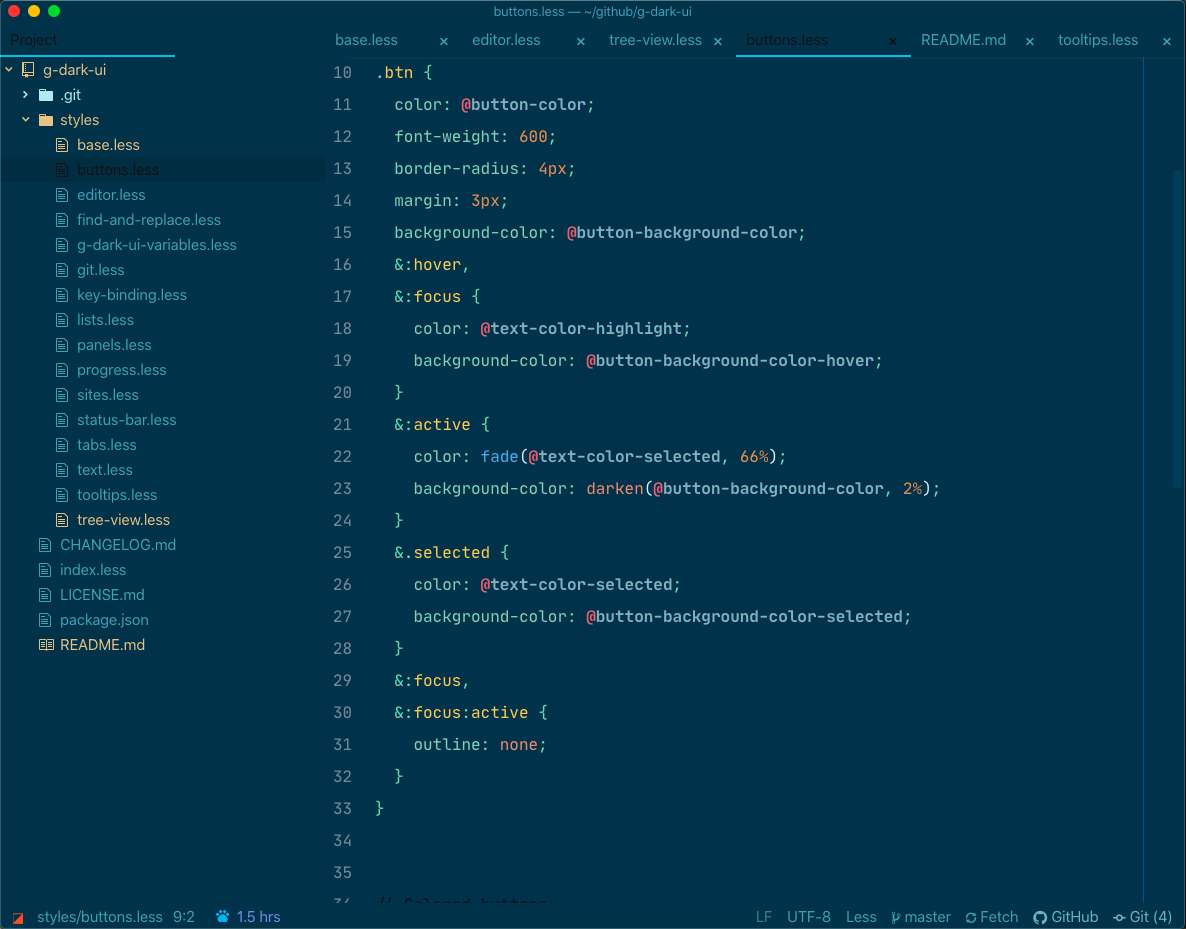 buttons.less — ~/github/g-dark-ui
Project
base.less × editor.less × tree-view.less × buttons.less × README.md × tooltips.less ×
g-dark-ui
.git
styles
base.less
buttons.less
editor.less
find-and-replace.less
g-dark-ui-variables.less
git.less
key-binding.less
lists.less
panels.less
progress.less
sites.less
status-bar.less
tabs.less
text.less
tooltips.less
tree-view.less
CHANGELOG.md
index.less
LICENSE.md
package.json
README.md
10 .btn {
11   color: @button-color;
12   font-weight: 600;
13   border-radius: 4px;
14   margin: 3px;
15   background-color: @button-background-color;
16   &:hover,
17   &:focus {
18     color: @text-color-highlight;
19     background-color: @button-background-color-hover;
20   }
21   &:active {
22     color: fade(@text-color-selected, 66%);
23     background-color: darken(@button-background-color, 2%);
24   }
25   &.selected {
26     color: @text-color-selected;
27     background-color: @button-background-color-selected;
28   }
29   &:focus,
30   &:focus:active {
31     outline: none;
32   }
33 }
34
35
styles/buttons.less 9:2 1.5 hrs LF UTF-8 Less master Fetch GitHub Git (4)